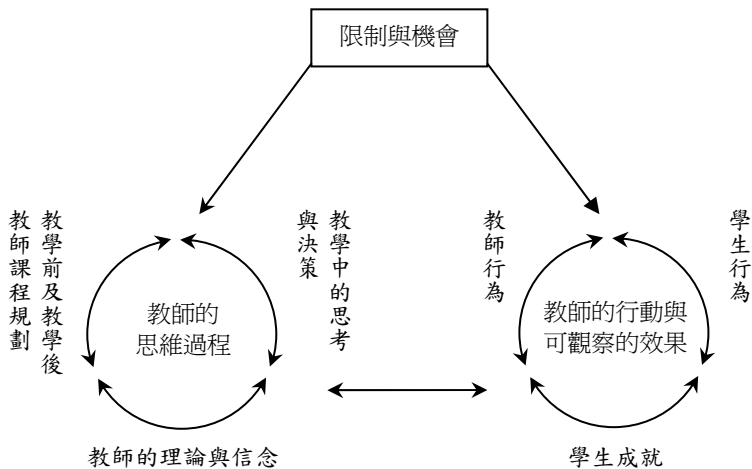 限制與機會
教學前及教學後
教師課程規劃
教學中的思考
與決策
教師行為
學生行為
教師的
思維過程
教師的行動與
可觀察的效果
教師的理論與信念
學生成就